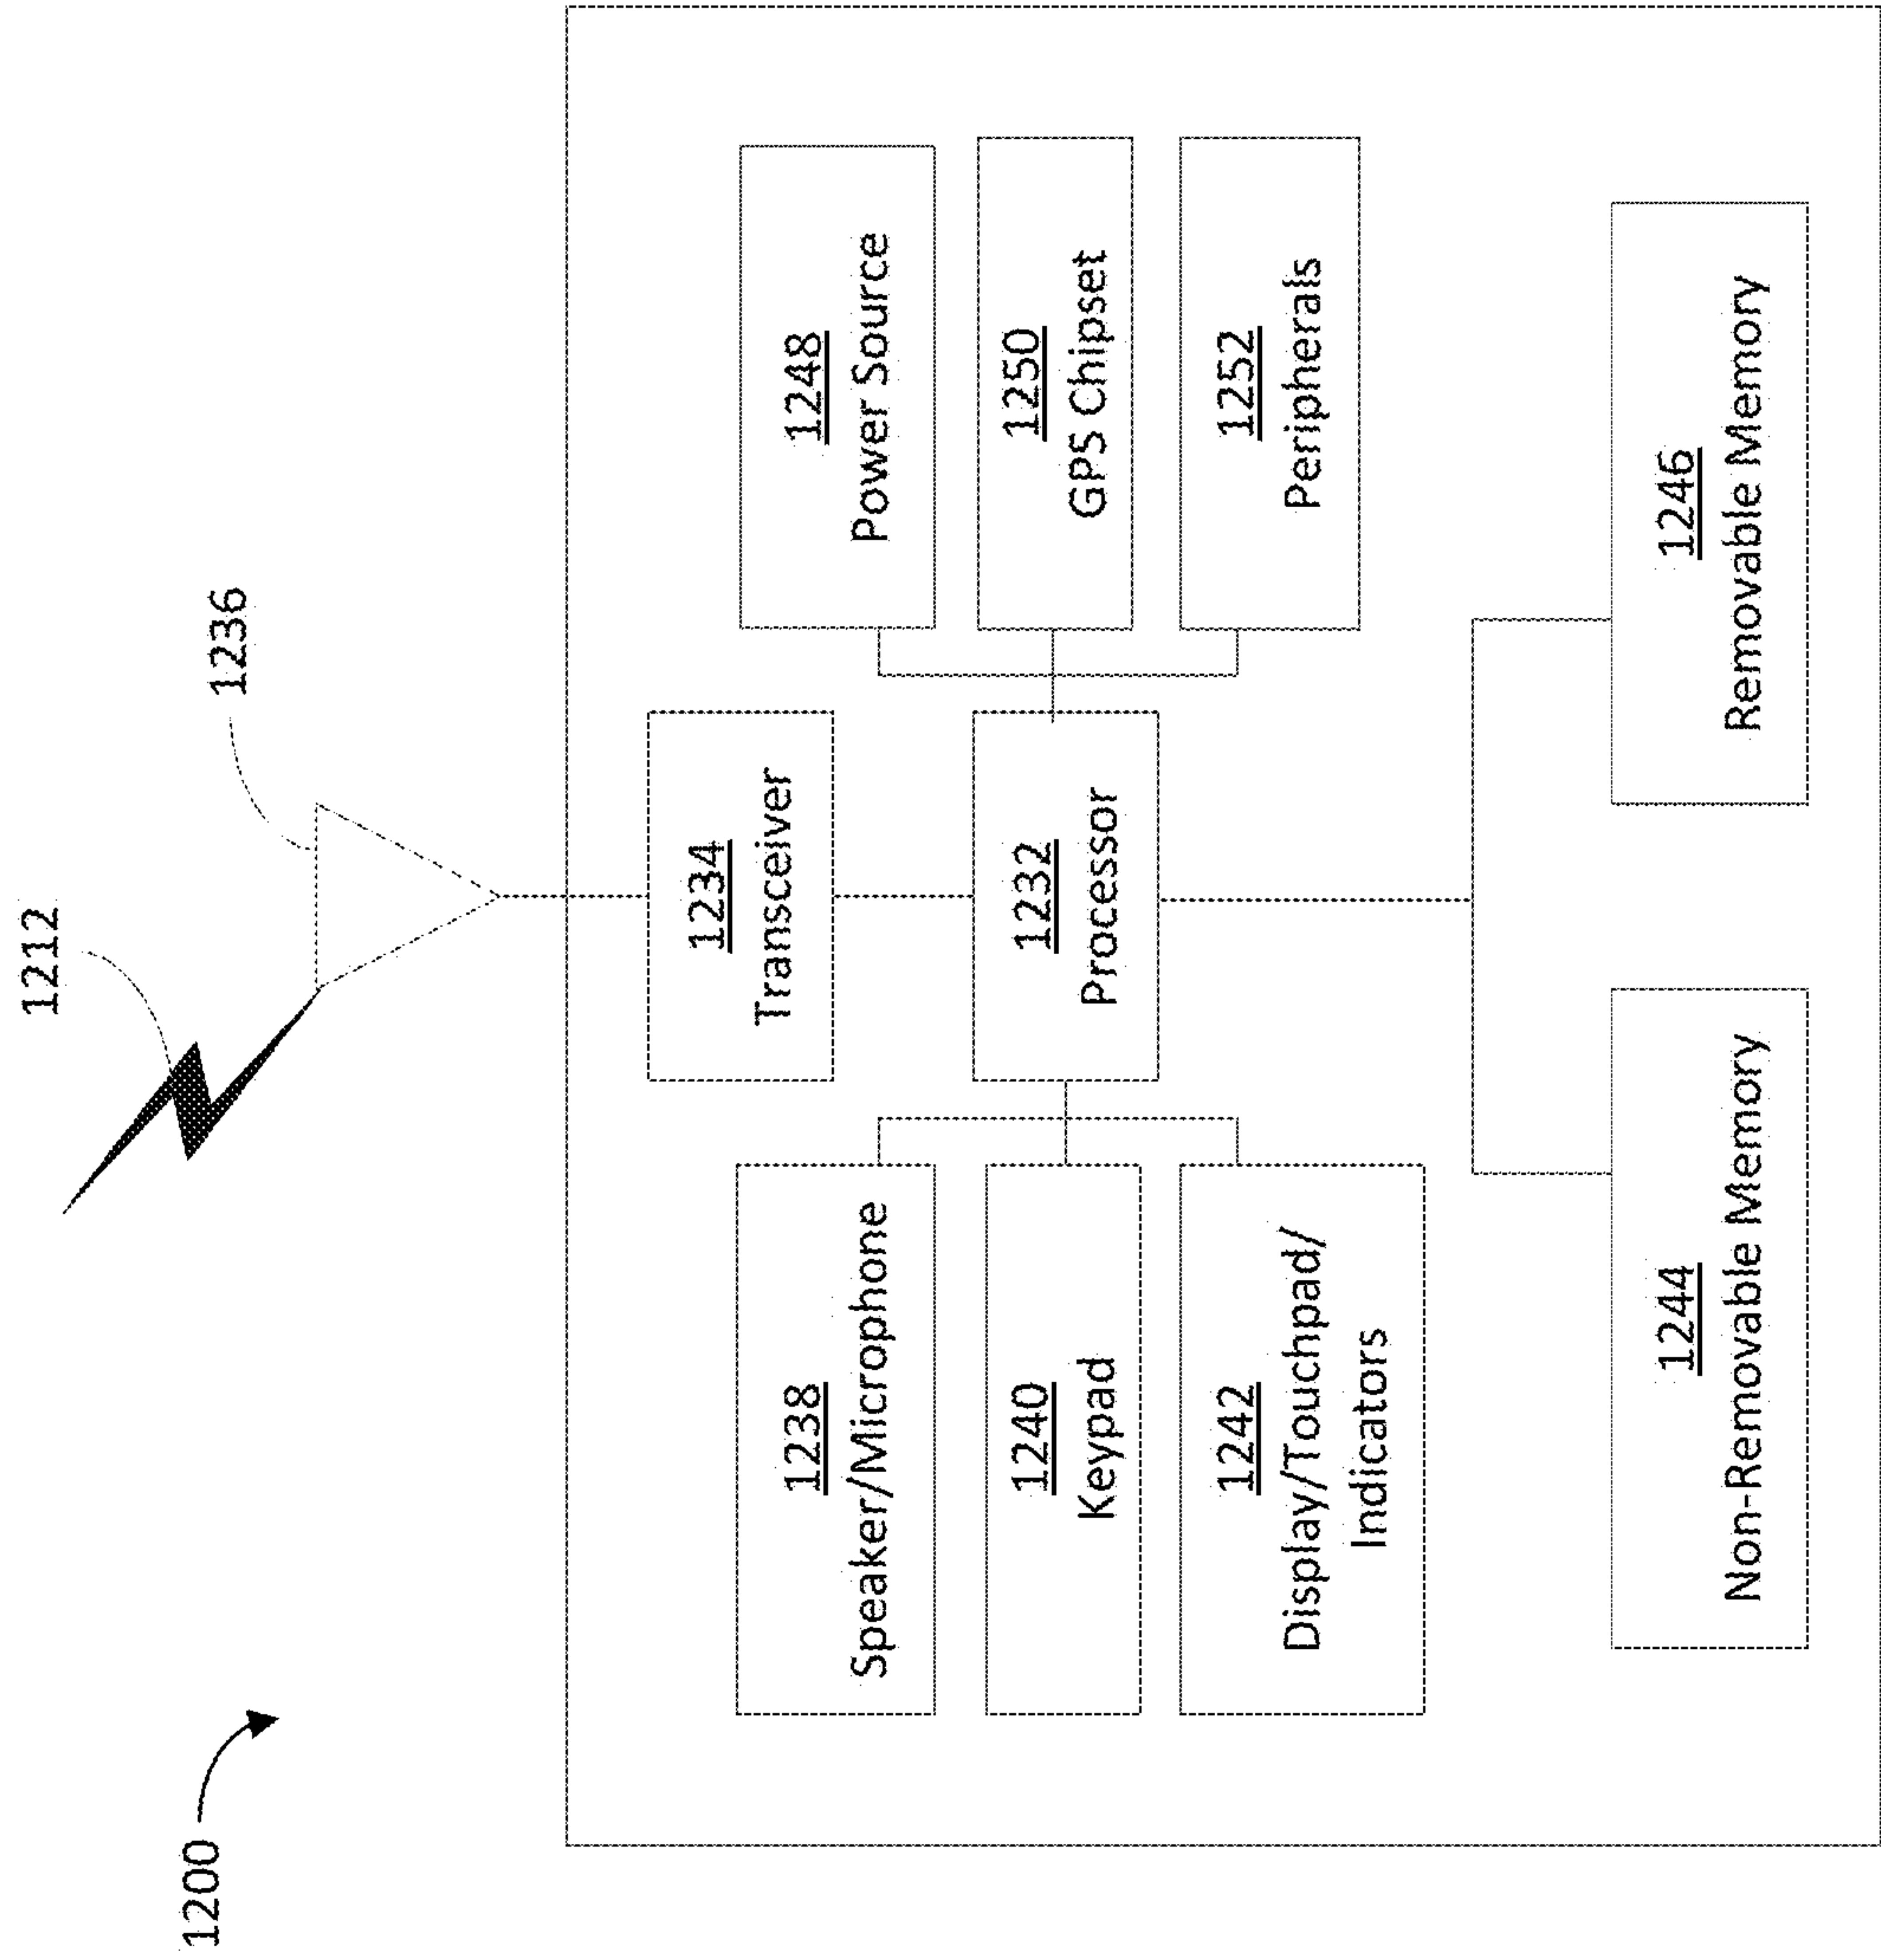 1200
1212
1236
1234
Transceiver
1238
Speaker/Microphone
1248
Power Source
1232
Processor
1240
Keypad
1250
GPS Chipset
1242
Display/Touchpad/
Indicators
1252
Peripherals
1244
Non-Removable Memory
1246
Removable Memory